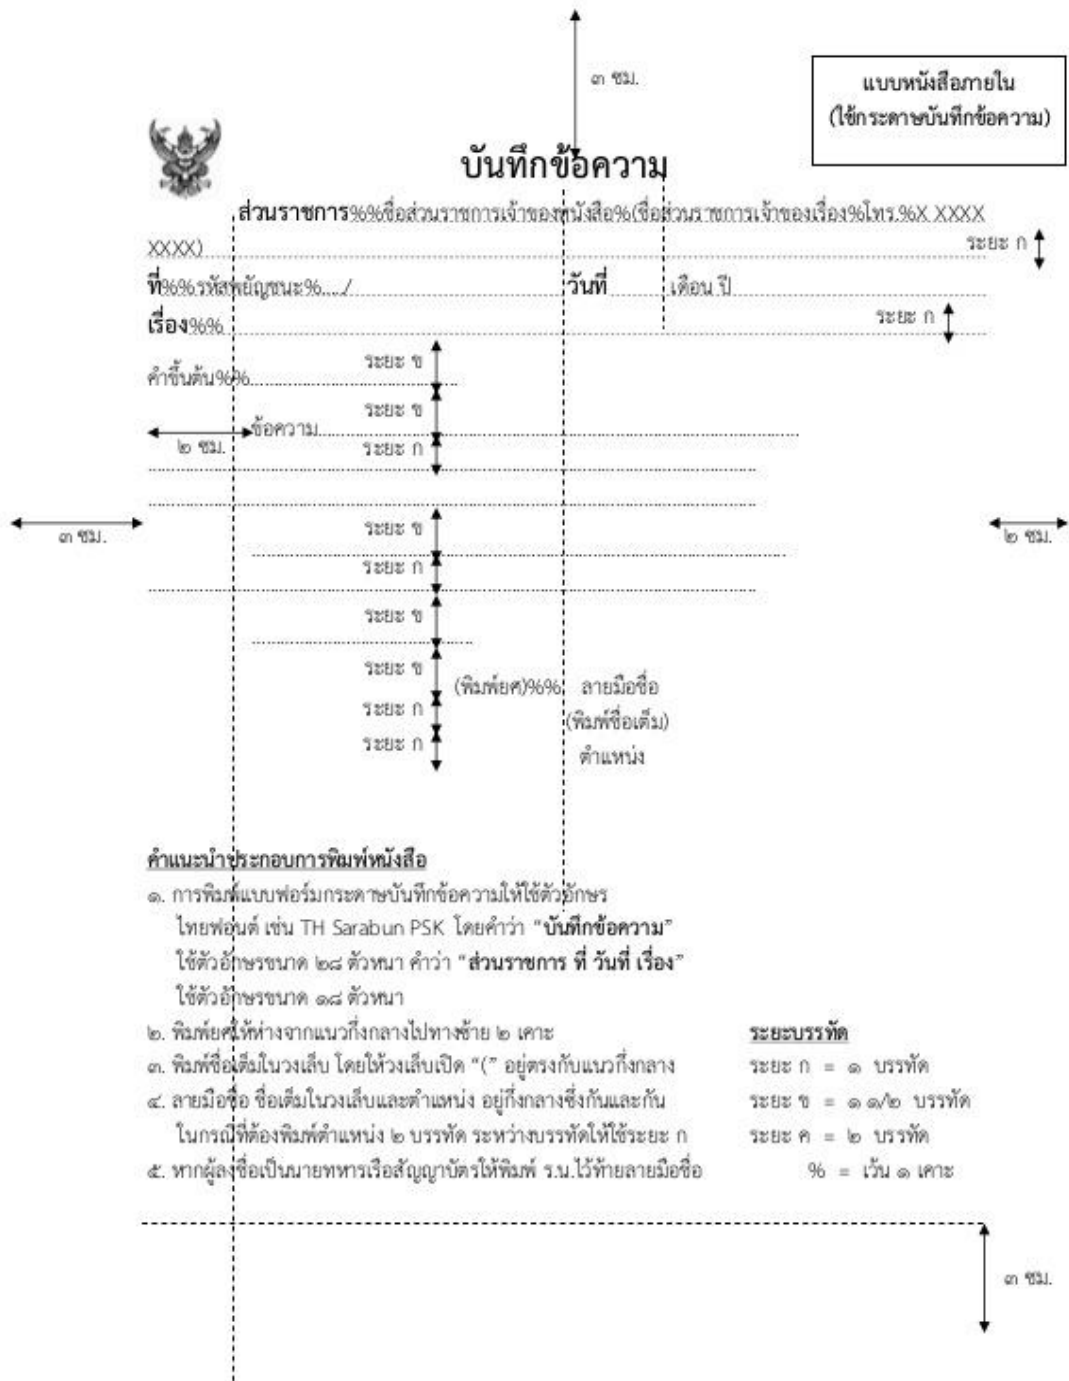 ๓ ซม.
แบบหนังสือภายใน
(ใช้กระดาษบันทึกข้อความ)
บันทึกข้อความ
ส่วนราชการ%%ชื่อส่วนราชการเจ้าของหนังสือ%(ชื่อส่วนราชการเจ้าของเรื่อง%โทร.%X XXXX
XXXX)
ระยะ ก
ที่%%รหัสพยัญชนะ%..../ วันที่ เดือน ปี
เรื่อง%%
ระยะ ก
ระยะ ข
คำขึ้นต้น%%
ระยะ ข
ข้อความ
๒ ซม.
ระยะ ก
ระยะ ข
๓ ซม.
๒ ซม.
ระยะ ก
ระยะ ข
ระยะ ข
(พิมพ์ยศ)%% ลายมือชื่อ
ระยะ ก
(พิมพ์ชื่อเต็ม)
ระยะ ก
ตำแหน่ง
คำแนะนำประกอบการพิมพ์หนังสือ
๑. การพิมพ์แบบฟอร์มกระดาษบันทึกข้อความให้ใช้ตัวอักษร
ไทยฟอนต์ เช่น TH Sarabun PSK โดยคำว่า “บันทึกข้อความ”
ใช้ตัวอักษรขนาด ๒๘ ตัวหนา คำว่า “ส่วนราชการ ที่ วันที่ เรื่อง”
ใช้ตัวอักษรขนาด ๑๘ ตัวหนา
๒. พิมพ์ยศให้ห่างจากแนวกึ่งกลางไปทางซ้าย ๒ เคาะ
ระยะบรรทัด
๓. พิมพ์ชื่อเต็มในวงเล็บ โดยให้วงเล็บเปิด “(” อยู่ตรงกับแนวกึ่งกลาง
ระยะ ก = ๑ บรรทัด
๔. ลายมือชื่อ ชื่อเต็มในวงเล็บและตำแหน่ง อยู่กึ่งกลางซึ่งกันและกัน
ระยะ ข = ๑ ๑/๒ บรรทัด
ในกรณีที่ต้องพิมพ์ตำแหน่ง ๒ บรรทัด ระหว่างบรรทัดให้ใช้ระยะ ก
ระยะ ค = ๒ บรรทัด
๕. หากผู้ลงชื่อเป็นนายทหารเรือสัญญาบัตรให้พิมพ์ ร.น.ไว้ท้ายลายมือชื่อ
% = เว้น ๑ เคาะ
๓ ซม.